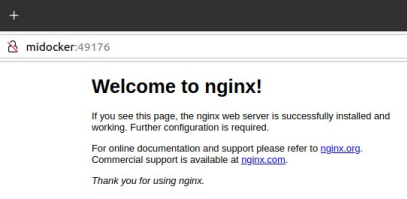 midocker:49176
Welcome to nginx!
If you see this page, the nginx web server is successfully installed and
working. Further configuration is required.
For online documentation and support please refer to nginx.org.
Commercial support is available at nginx.com.
Thank you for using nginx.